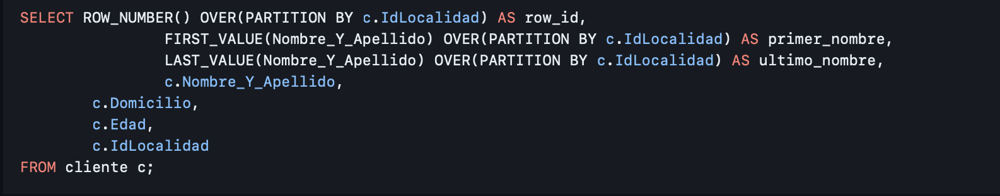 SELECT ROW_NUMBER() OVER(PARTITION BY c.IdLocalidad) AS row_id,
FIRST_VALUE(Nombre_Y_Apellido) OVER(PARTITION BY c.IdLocalidad) AS primer_nombre,
LAST_VALUE(Nombre_Y_Apellido) OVER(PARTITION BY c.IdLocalidad) AS ultimo_nombre,
c.Nombre_Y_Apellido,
c.Domicilio,
c.Edad,
c.IdLocalidad
FROM cliente c;